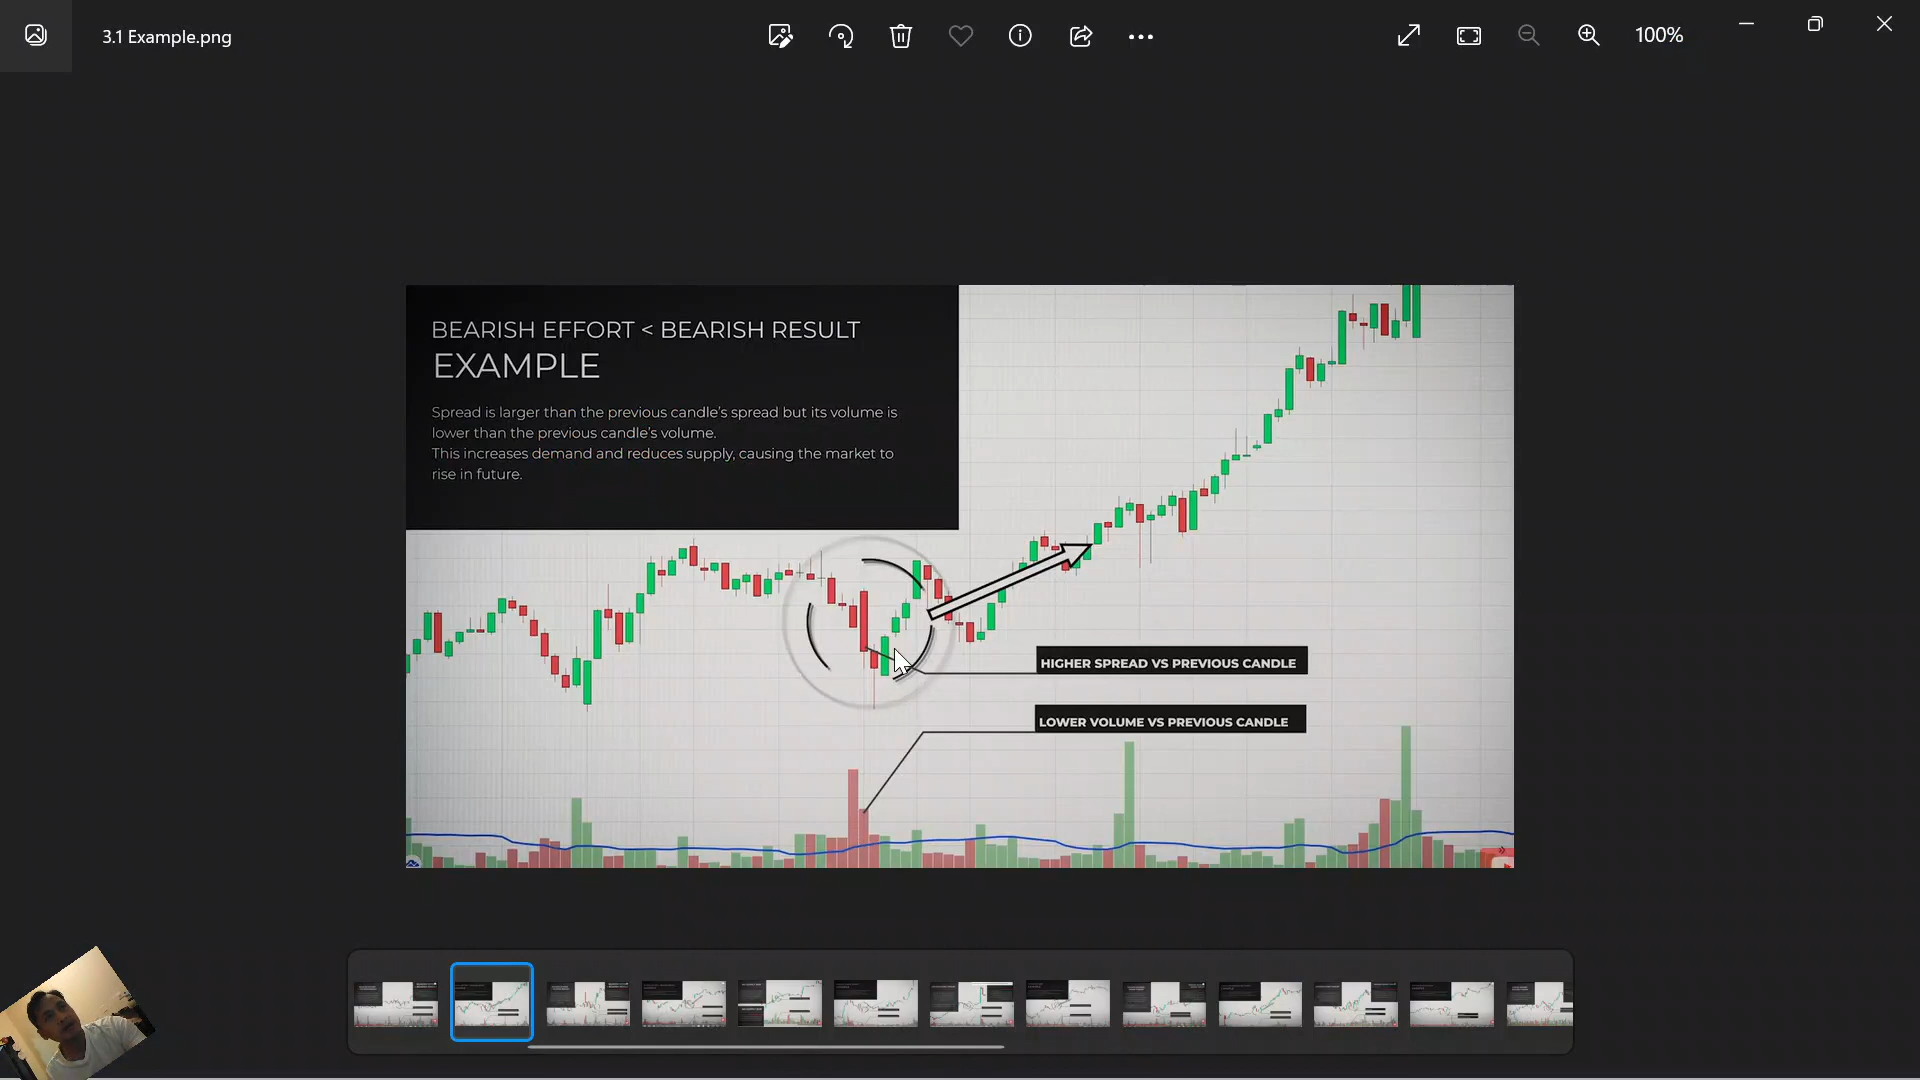 3.1 Example.png
100%
BEARISH EFFORT < BEARISH RESULT
EXAMPLE
Spread is larger than the previous candle's spread but its volume is
lower than the previous candle's volume.
This increases demand and reduces supply, causing the market to
rise in future.
HIGHER SPREAD VS PREVIOUS CANDLE
LOWER VOLUME VS PREVIOUS CANDLE